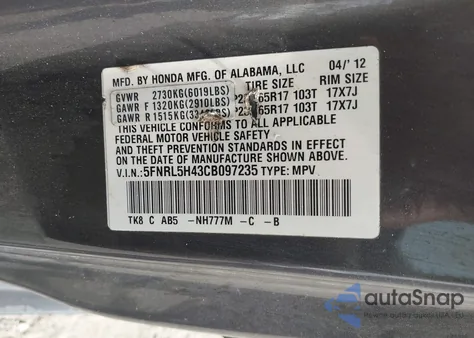 MFD. BY HONDA MFG. OF ALABAMA, LLC 04/'12
TIRE SIZE RIM SIZE
GVWR 2730KG(6019LBS)
GAWR F 1320KG(2910LBS) 65R17 103T 17X7J
GAWR R 1515KG( LBS) 65R17 103T 17X7J
THIS VEHICLE CONFORMS TO ALL APPLICABLE
FEDERAL MOTOR VEHICLE SAFETY
AND THEFT PREVENTION STANDARDS IN EFFECT
ON THE DATE OF MANUFACTURE SHOWN ABOVE.
V.I.N.:5FNRL5H43CB097235 TYPE: MPV
TK8 C AB5 -NH777M -C -B
autoSnap